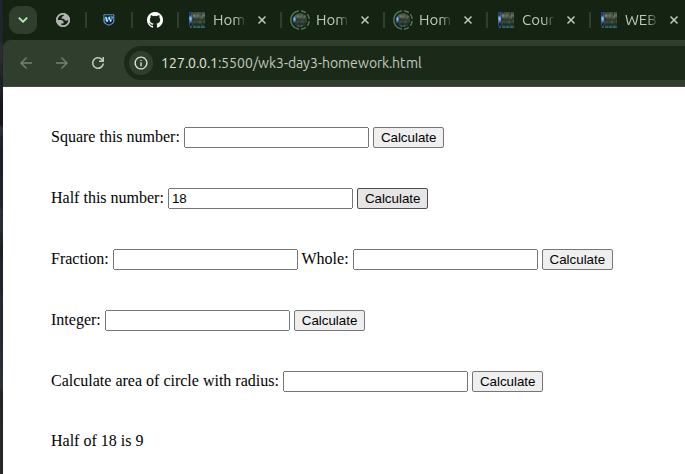 Hom Hom Hom Cour WEB
127.0.0.1:5500/wk3-day3-homework.html
Square this number: Calculate
Half this number: 18 Calculate
Fraction: Whole: Calculate
Integer: Calculate
Calculate area of circle with radius: Calculate
Half of 18 is 9